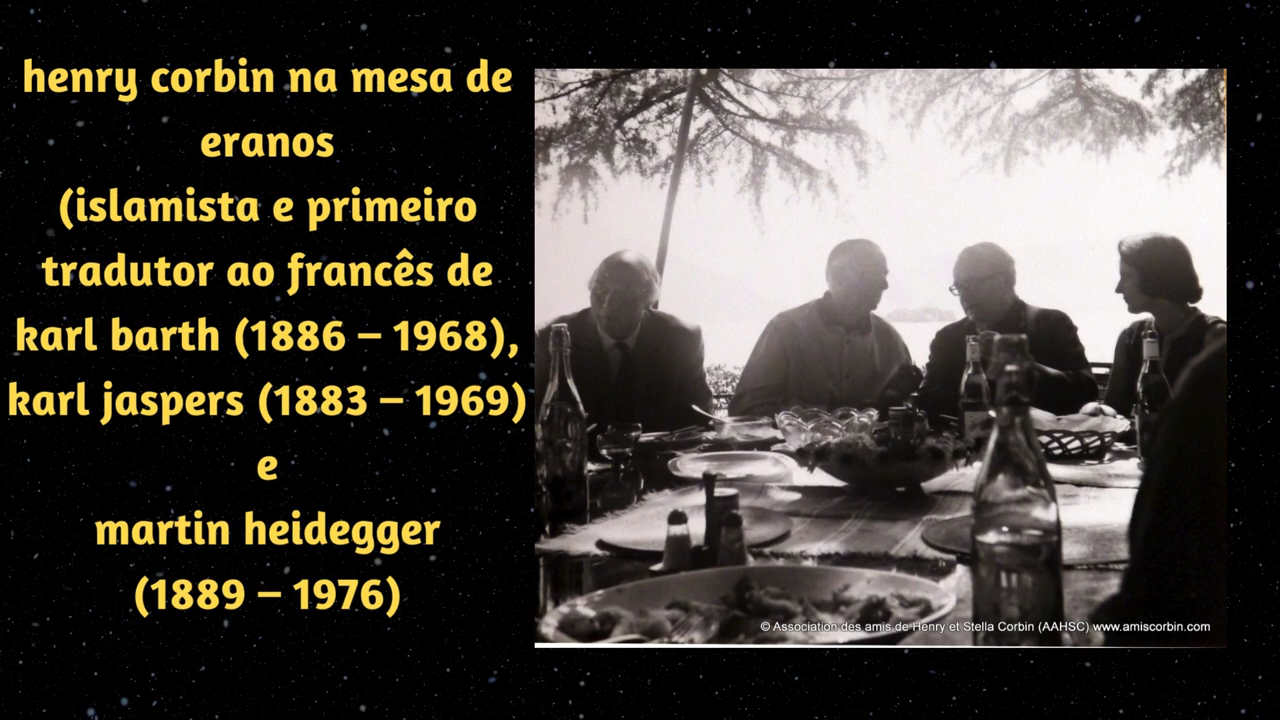 henry corbin na mesa de
eranos
(islamista e primeiro
tradutor ao francês de
karl barth (1886 – 1968),
karl jaspers (1883 – 1969)
e
martin heidegger
(1889 – 1976)
© Association des amis de Henry et Stella Corbin (AAHSC) www.amiscorbin.com